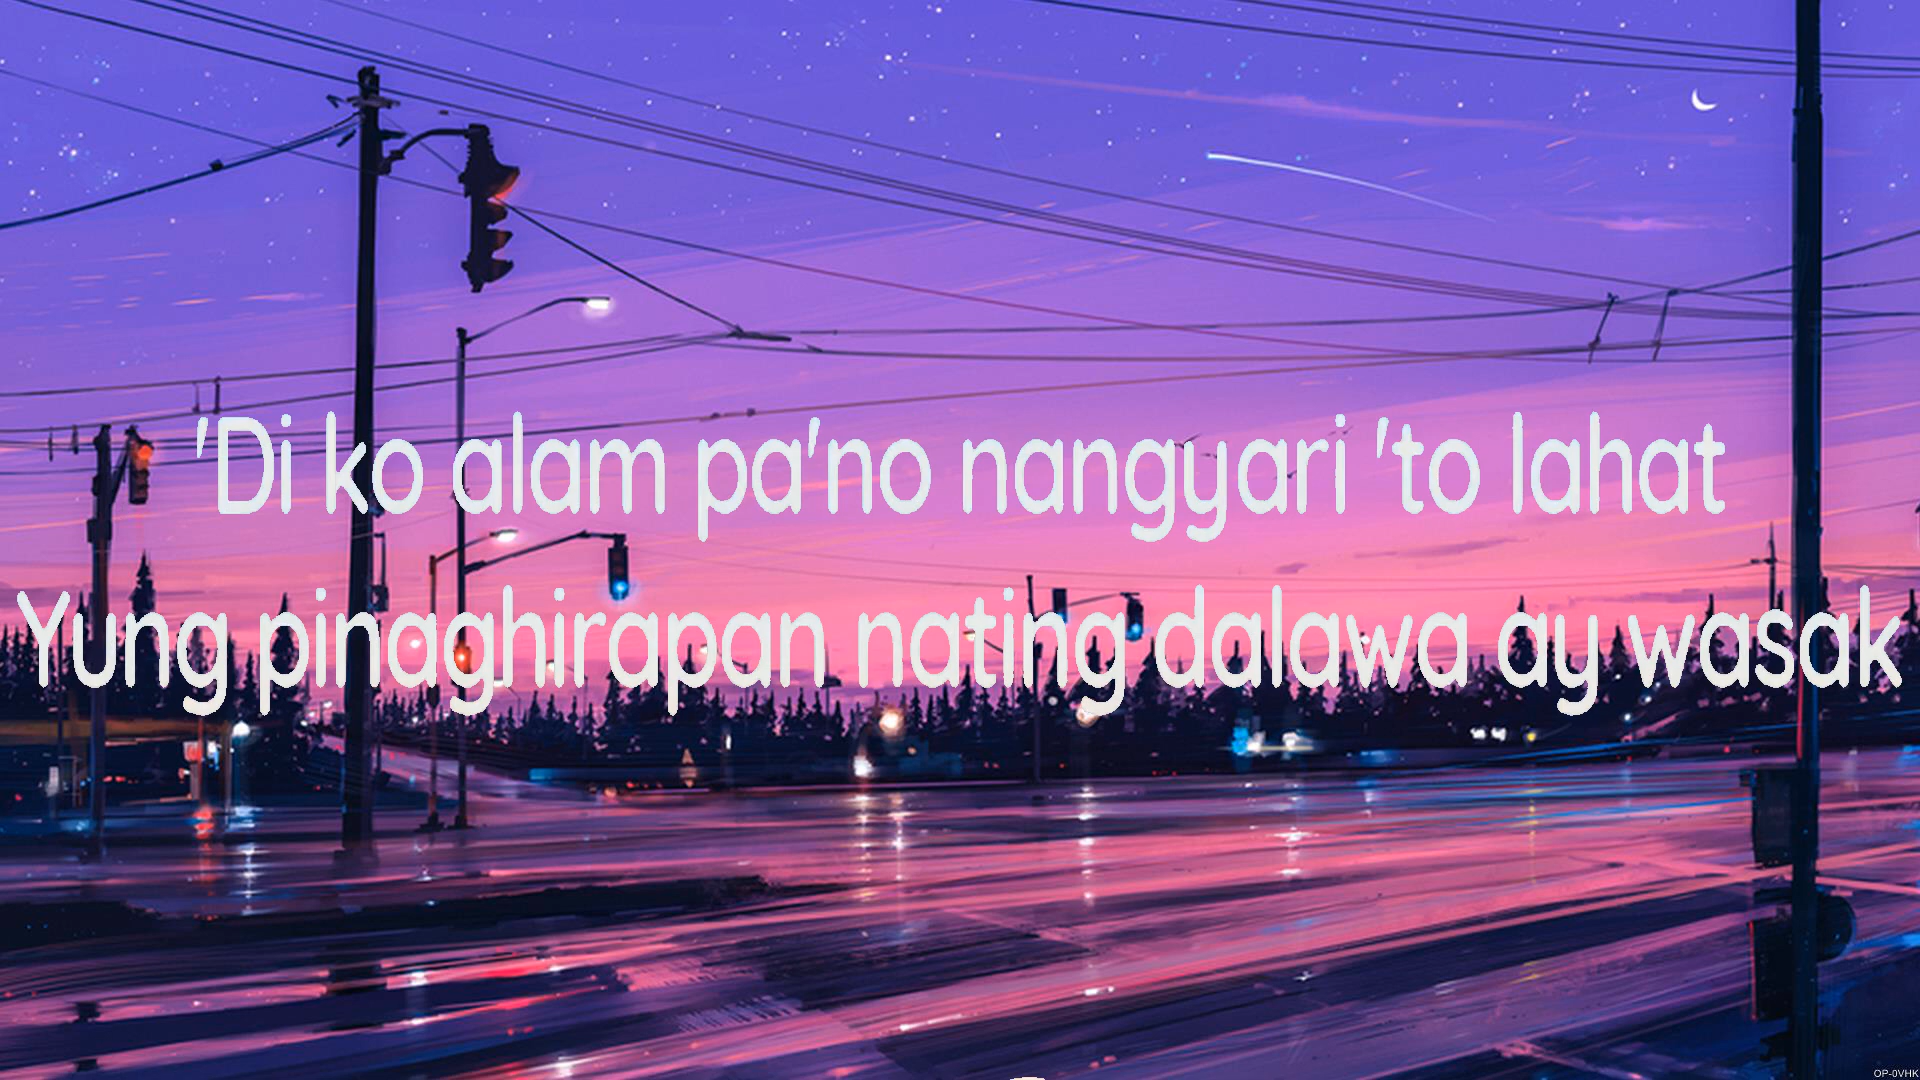 'Di ko alam pa'no nangyari 'to lahat
Yung pinaghirapan nating dalawa ay wasak
OP-0VHK